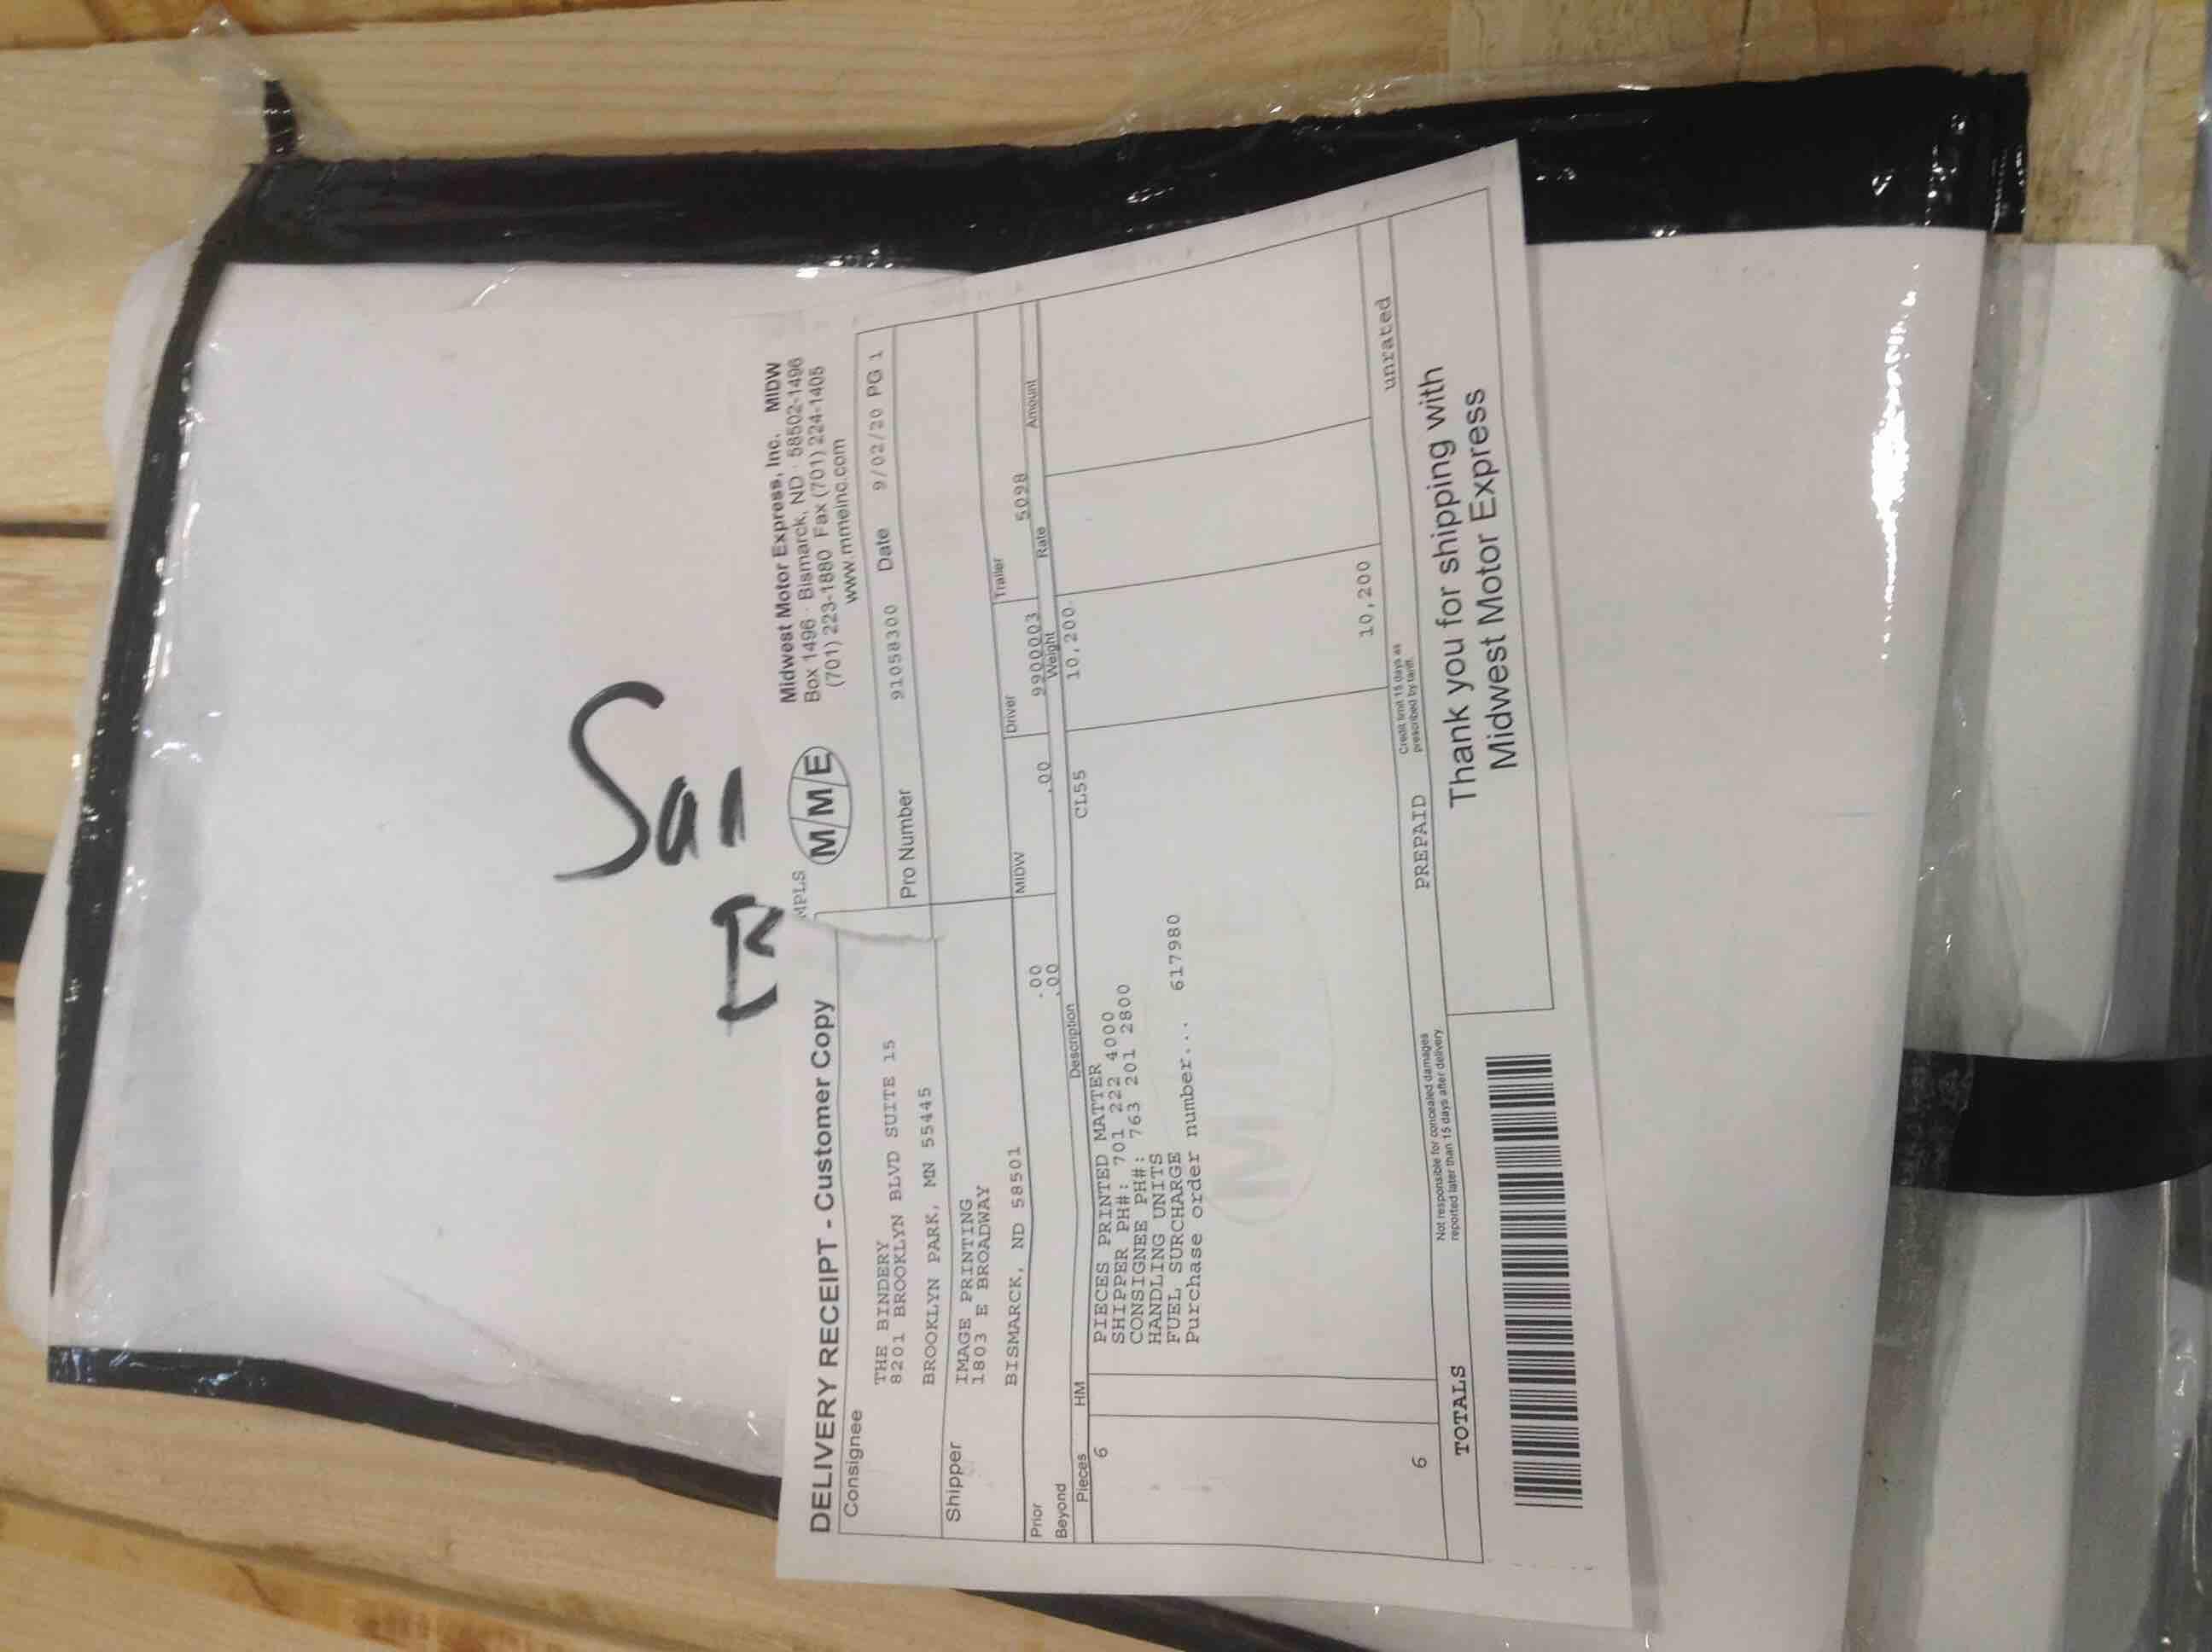 DELIVERY RECEIPT - Customer Copy
MPLS
MME
Midwest Motor Express, Inc. MIDW
Box 1496 - Bismarck, ND - 58502-1496
(701) 223-1880 Fax (701) 224-1405
www.mmeinc.com
Consignee
THE BINDERY
8201 BROOKLYN BLVD SUITE 15
BROOKLYN PARK, MN 55445
Pro Number 91058300 Date 9/02/20 PG 1
Shipper
IMAGE PRINTING
1803 E BROADWAY
BISMARCK, ND 58501
Prior .00 MIDW .00 Driver 9900003 Trailer 5098
Beyond .00
Pieces HM Description Weight Rate Amount
6 PIECES PRINTED MATTER CL55 10,200
SHIPPER PH#: 701 222 4000
CONSIGNEE PH#: 763 201 2800
HANDLING UNITS
FUEL SURCHARGE
Purchase order number... 617980
6 10,200
TOTALS
Not responsible for concealed damages
reported later than 15 days after delivery
PREPAID
Credit limit 15 days as
prescribed by tariff.
unrated
Thank you for shipping with
Midwest Motor Express